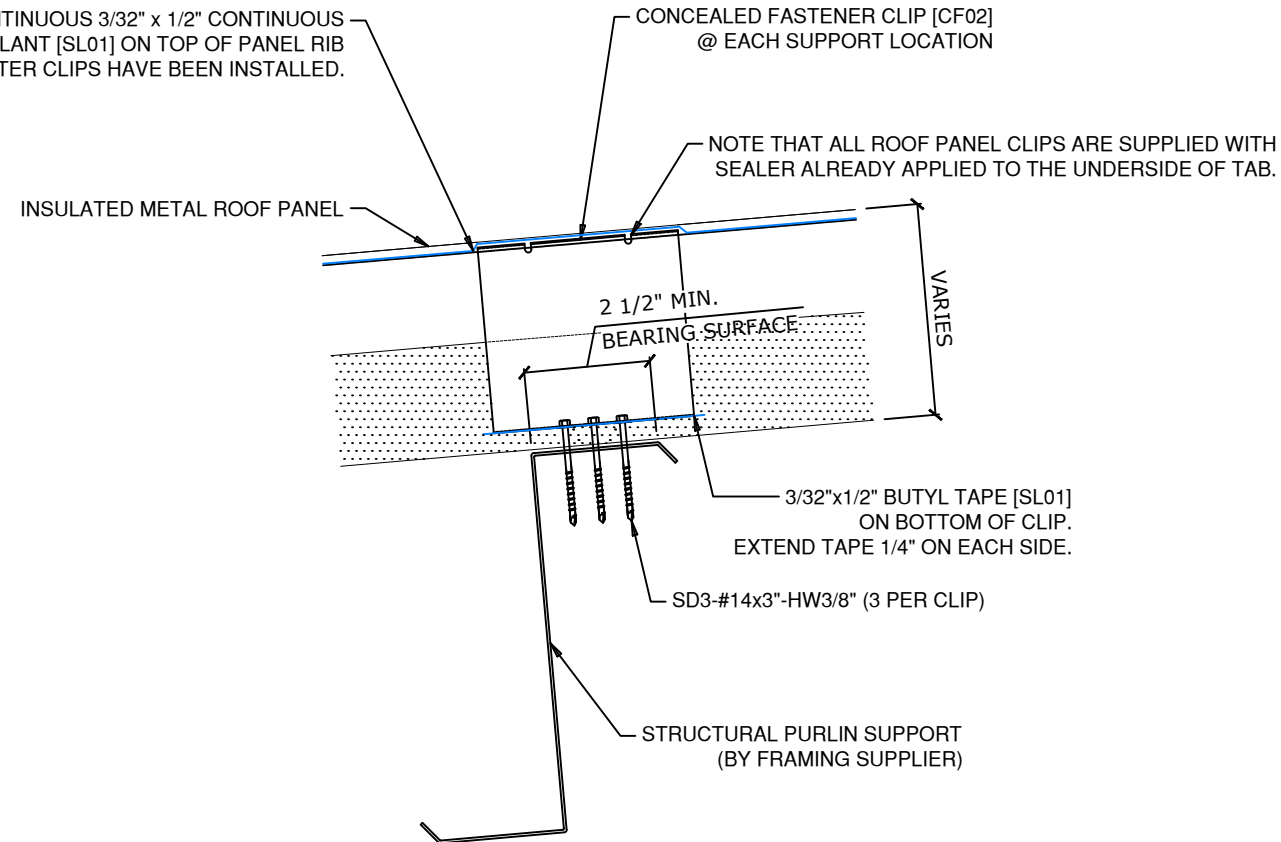 TINUOUS 3/32" x 1/2" CONTINUOUS
LANT [SL01] ON TOP OF PANEL RIB
TER CLIPS HAVE BEEN INSTALLED.
CONCEALED FASTENER CLIP [CF02]
@ EACH SUPPORT LOCATION
NOTE THAT ALL ROOF PANEL CLIPS ARE SUPPLIED WITH
SEALER ALREADY APPLIED TO THE UNDERSIDE OF TAB.
INSULATED METAL ROOF PANEL
VARIES
2 1/2" MIN.
BEARING SURFACE
3/32"x1/2" BUTYL TAPE [SL01]
ON BOTTOM OF CLIP.
EXTEND TAPE 1/4" ON EACH SIDE.
SD3-#14x3"-HW3/8" (3 PER CLIP)
STRUCTURAL PURLIN SUPPORT
(BY FRAMING SUPPLIER)